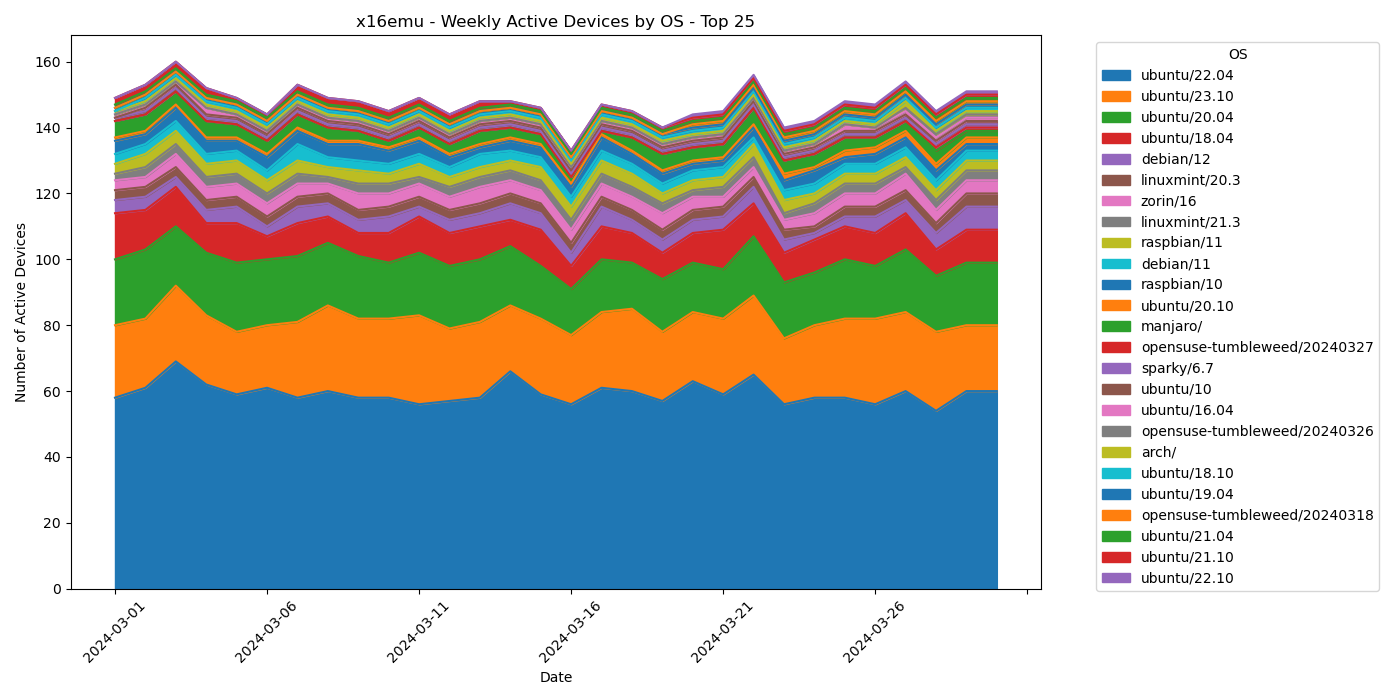 x16emu - Weekly Active Devices by OS - Top 25
Number of Active Devices
160
140
120
100
80
60
40
20
0
2024-03-01
2024-03-06
2024-03-11
2024-03-16
2024-03-21
2024-03-26
Date
OS
ubuntu/22.04
ubuntu/23.10
ubuntu/20.04
ubuntu/18.04
debian/12
linuxmint/20.3
zorin/16
linuxmint/21.3
raspbian/11
debian/11
raspbian/10
ubuntu/20.10
manjaro/
opensuse-tumbleweed/20240327
sparky/6.7
ubuntu/10
ubuntu/16.04
opensuse-tumbleweed/20240326
arch/
ubuntu/18.10
ubuntu/19.04
opensuse-tumbleweed/20240318
ubuntu/21.04
ubuntu/21.10
ubuntu/22.10